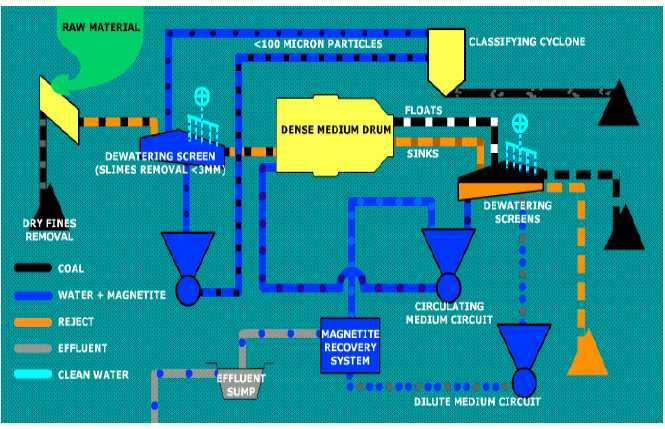 RAW MATERIAL
<100 MICRON PARTICLES
CLASSIFYING CYCLONE
FLOATS
DENSE MEDIUM DRUM
SINKS
DEWATERING SCREEN
(SLIMES REMOVAL <3MM)
DEWATERING
SCREENS
DRY FINES
REMOVAL
COAL
WATER + MAGNETITE
REJECT
EFFLUENT
CLEAN WATER
CIRCULATING
MEDIUM CIRCUIT
MAGNETITE
RECOVERY
SYSTEM
EFFLUENT
SUMP
DILUTE MEDIUM CIRCUIT